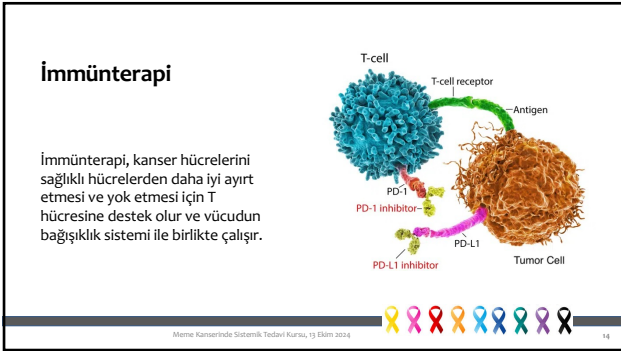 İmmünterapi
İmmünterapi, kanser hücrelerini
sağlıklı hücrelerden daha iyi ayırt
etmesi ve yok etmesi için T
hücresine destek olur ve vücudun
bağışıklık sistemi ile birlikte çalışır.
T-cell
T-cell receptor
Antigen
PD-1
PD-1 inhibitor
PD-L1
PD-L1 inhibitor
Tumor Cell
Meme Kanserinde Sistemik Tedavi Kursu, 13 Ekim 2024
14